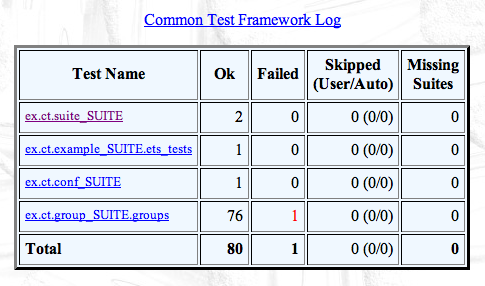 Common Test Framework Log
Test Name Ok Failed Skipped (User/Auto) Missing Suites
ex.ct.suite_SUITE 2 0 0 (0/0) 0
ex.ct.example_SUITE.ets_tests 1 0 0 (0/0) 0
ex.ct.conf_SUITE 1 0 0 (0/0) 0
ex.ct.group_SUITE.groups 76 1 0 (0/0) 0
Total 80 1 0 (0/0) 0